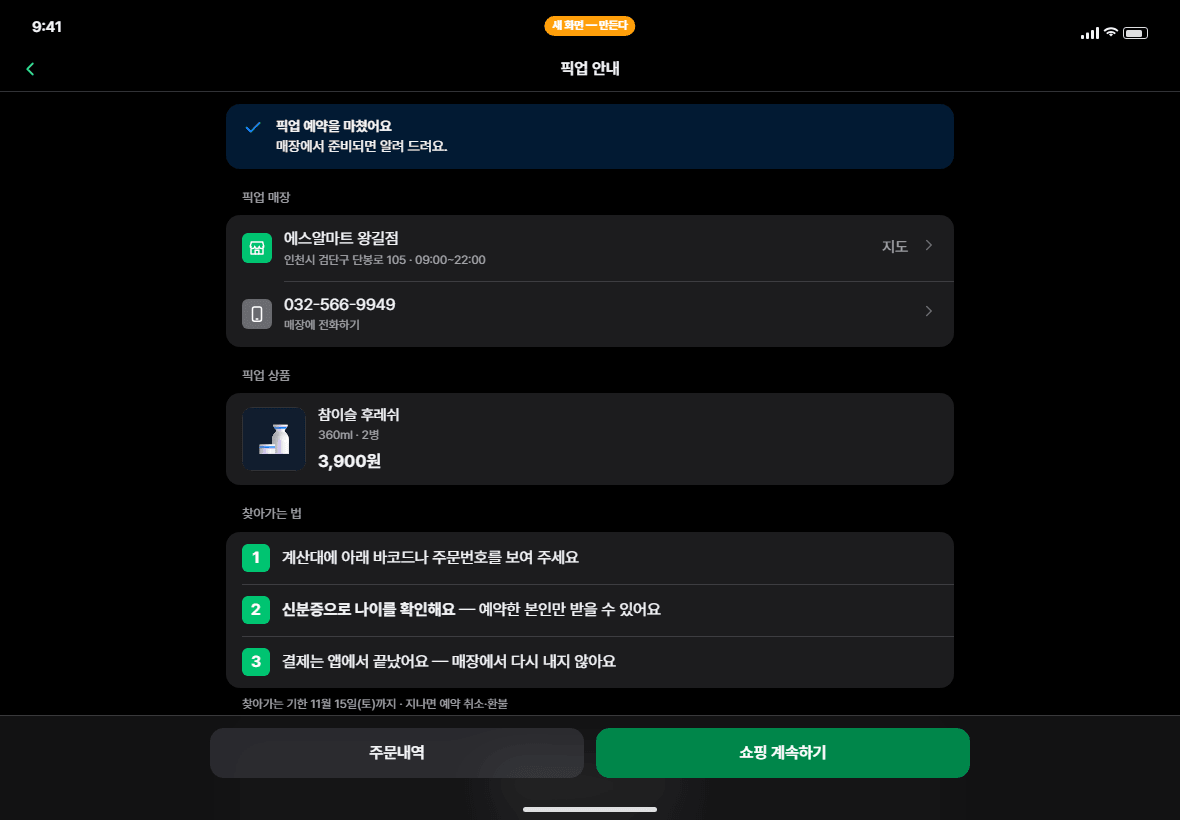 9:41
새 화면 — 만든다
픽업 안내
픽업 예약을 마쳤어요
매장에서 준비되면 알려 드려요.
픽업 매장
에스알마트 왕길점
인천시 검단구 단봉로 105 · 09:00~22:00
지도
032-566-9949
매장에 전화하기
픽업 상품
참이슬 후레쉬
360ml · 2병
3,900원
찾아가는 법
1 계산대에 아래 바코드나 주문번호를 보여 주세요
2 신분증으로 나이를 확인해요 — 예약한 본인만 받을 수 있어요
3 결제는 앱에서 끝났어요 — 매장에서 다시 내지 않아요
찾아가는 기한 11월 15일(토)까지 · 지나면 예약 취소·환불
주문내역
쇼핑 계속하기